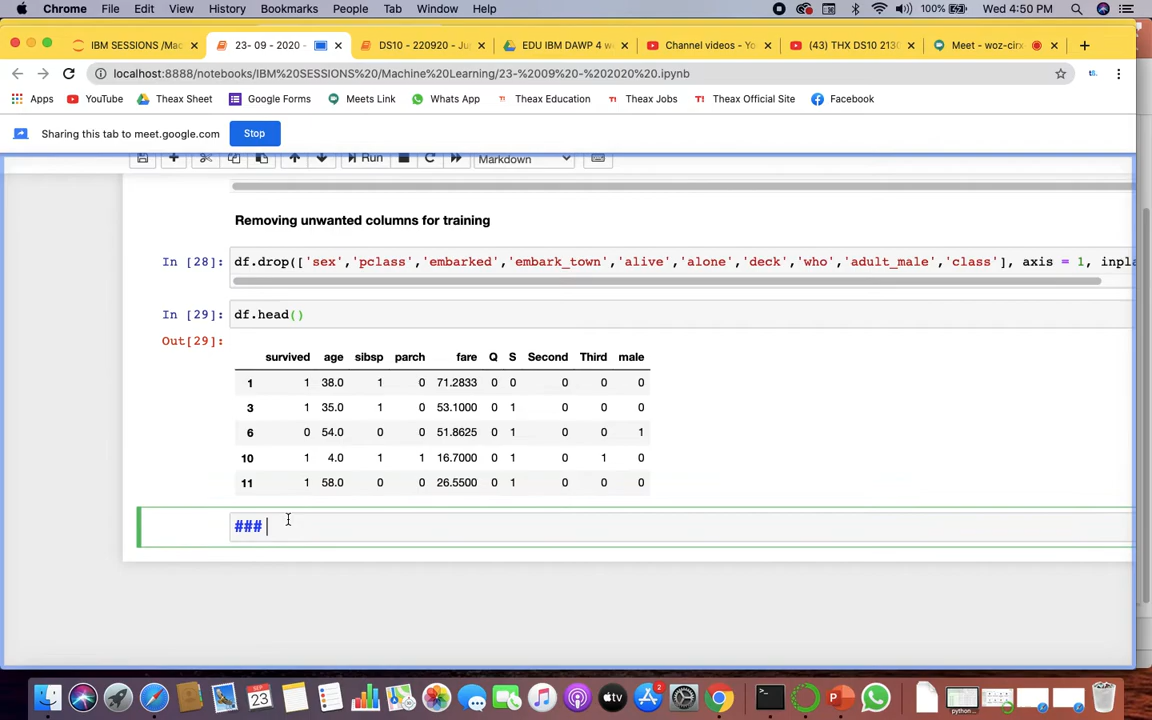 Chrome File Edit View History Bookmarks People Tab Window Help 100% Wed 4:50 PM
IBM SESSIONS /Mac 23- 09 - 2020 - DS10 - 220920 - Ju EDU IBM DAWP 4 w Channel videos - Yo (43) THX DS10 2130 Meet - woz-cirx
localhost:8888/notebooks/IBM%20SESSIONS%20/Machine%20Learning/23-%2009%20-%202020%20.ipynb
Apps YouTube Theax Sheet Google Forms Meets Link Whats App Theax Education Theax Jobs Theax Official Site Facebook
Sharing this tab to meet.google.com Stop
Run Markdown
Removing unwanted columns for training
In [28]: df.drop(['sex','pclass','embarked','embark_town','alive','alone','deck','who','adult_male','class'], axis = 1, inpla
In [29]: df.head()
Out[29]:
survived age sibsp parch fare Q S Second Third male
1 1 38.0 1 0 71.2833 0 0 0 0 0
3 1 35.0 1 0 53.1000 0 1 0 0 0
6 0 54.0 0 0 51.8625 0 1 0 0 1
10 1 4.0 1 1 16.7000 0 1 0 1 0
11 1 58.0 0 0 26.5500 0 1 0 0 0
###